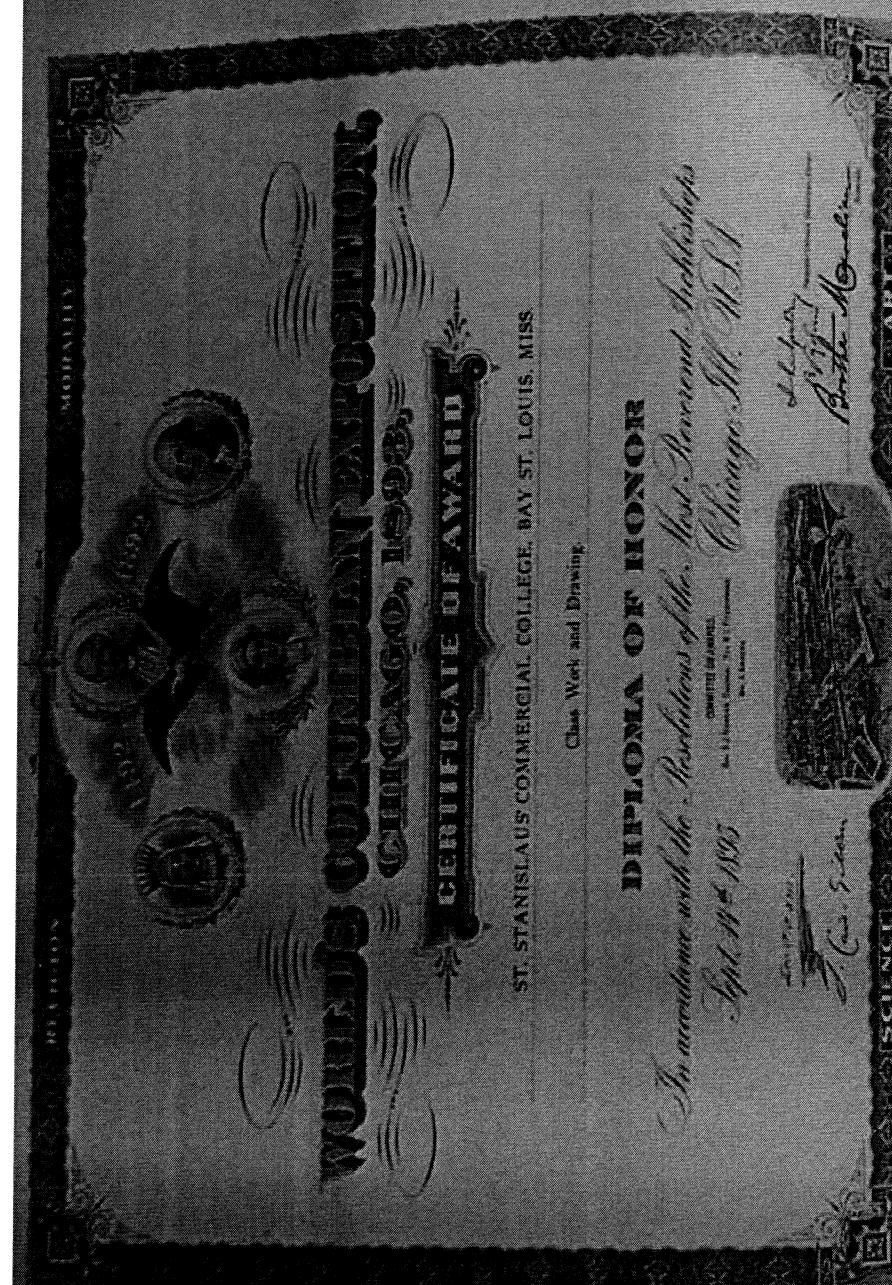 RELIGION MORALITY
1492 1892
WORLD'S COLUMBIAN EXPOSITION,
CHICAGO, 1893,
CERTIFICATE OF AWARD
ST. STANISLAUS COMMERCIAL COLLEGE, BAY ST. LOUIS, MISS
Class Work and Drawing.
DIPLOMA OF HONOR
In accordance with the Resolutions of the Most Reverend Archbishops
Sept. 14th 1893 Chicago, Ill. U.S.A
COMMITTEE ON AWARDS.
Brother Maurelian
SCIENCE ART